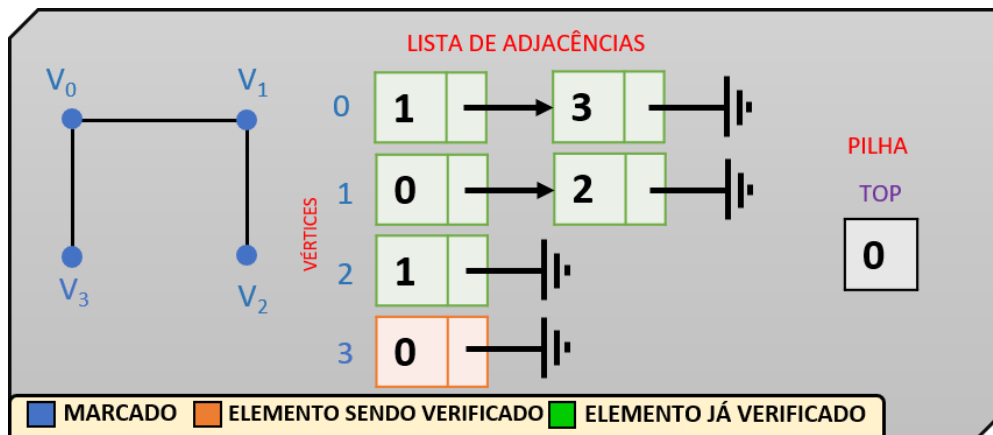 LISTA DE ADJACÊNCIAS
V0 V1
0 1 3
PILHA
1 0 2
TOP
VÉRTICES
0
2 1
V3 V2
3 0
MARCADO ELEMENTO SENDO VERIFICADO ELEMENTO JÁ VERIFICADO